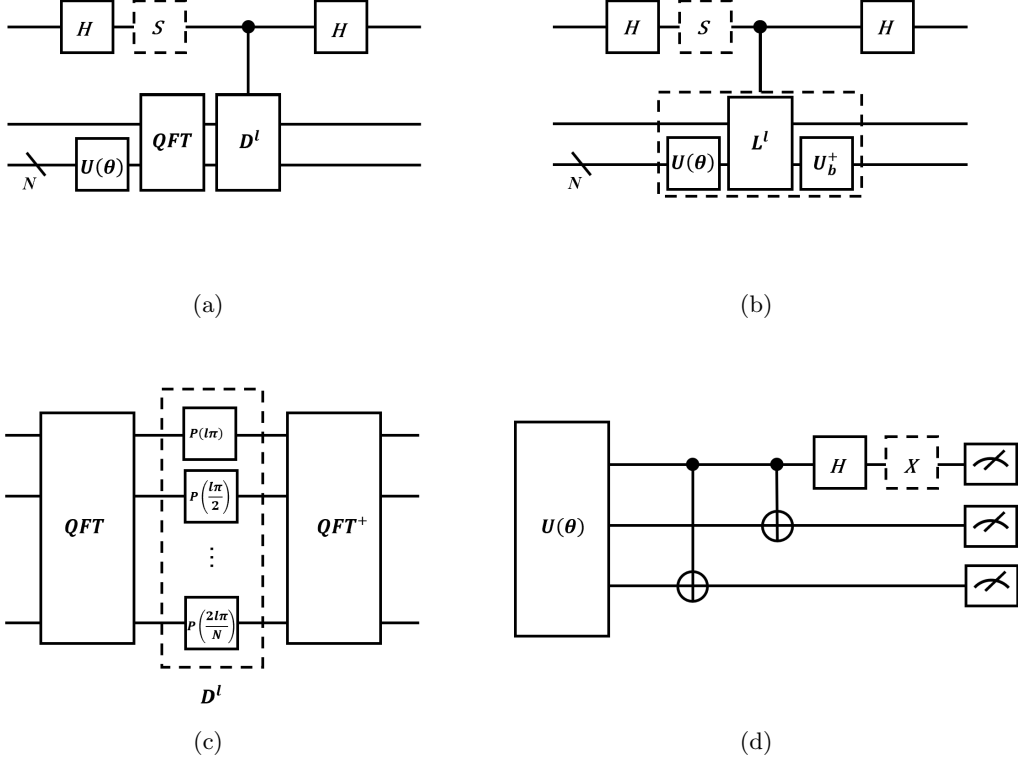 H S H
QFT D^l
U(θ)
N
(a)
H S H
L^l
U(θ) U_b^+
N
(b)
P(lπ)
P(lπ/2)
QFT ⋮ QFT^+
P(2lπ/N)
D^l
(c)
H X
U(θ)
(d)